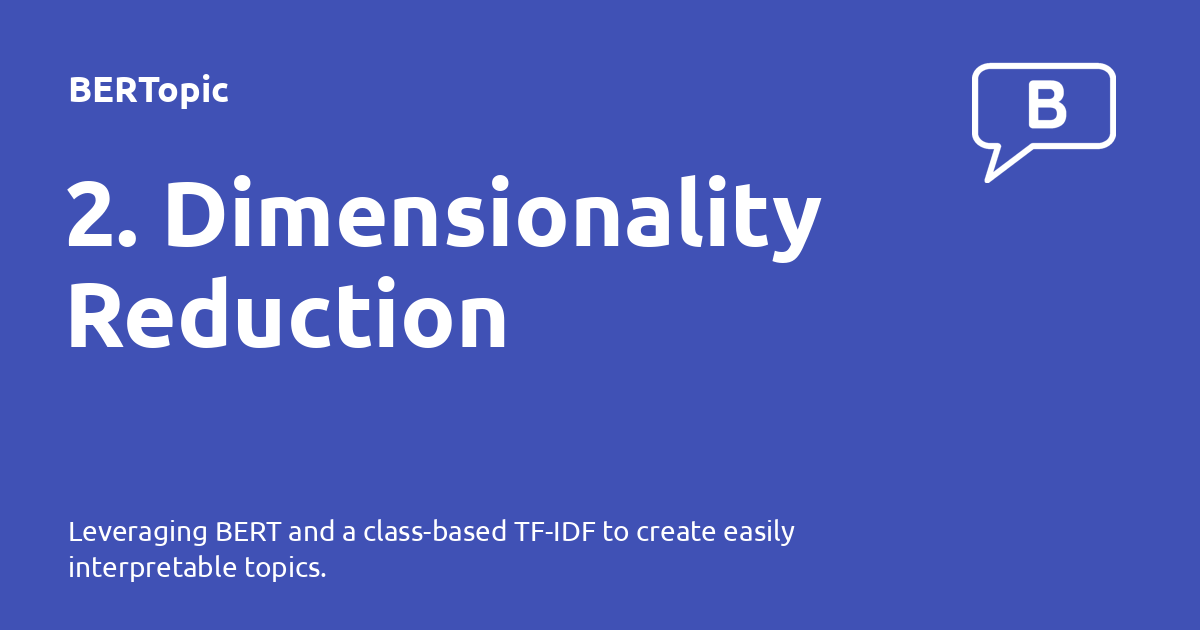 BERTopic
B
2. Dimensionality
Reduction
Leveraging BERT and a class-based TF-IDF to create easily
interpretable topics.